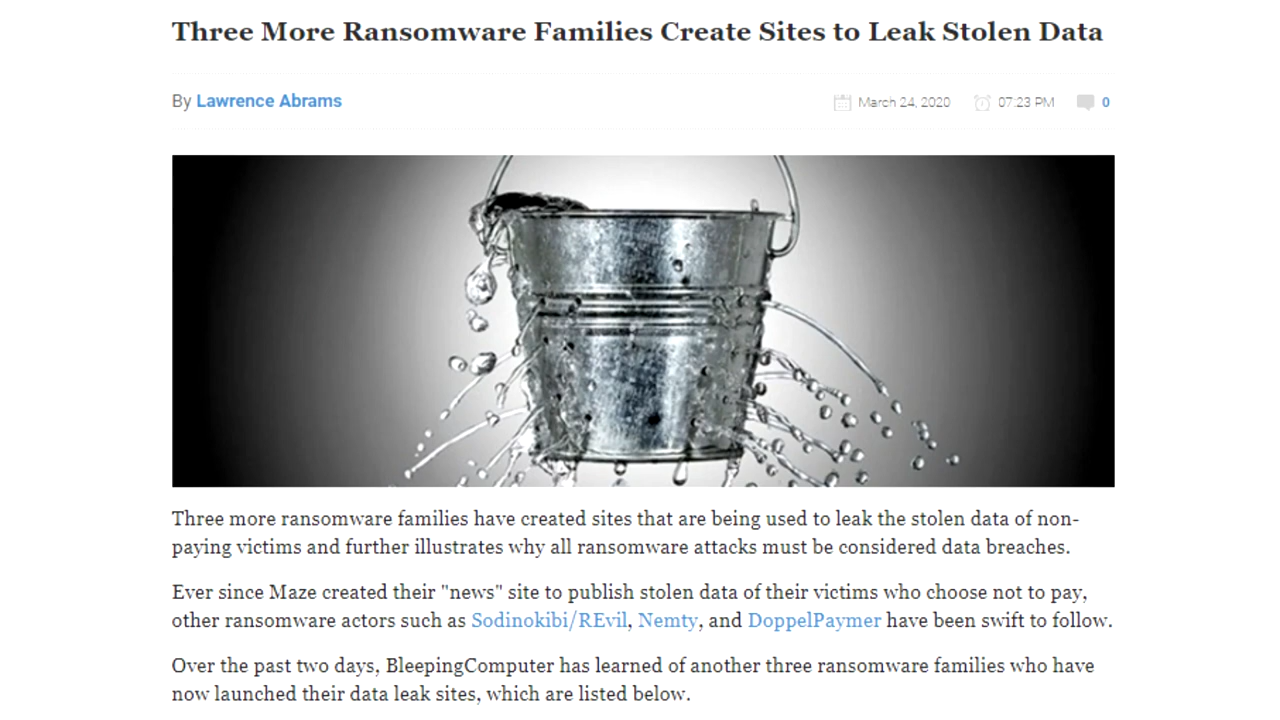 Three More Ransomware Families Create Sites to Leak Stolen Data
By Lawrence Abrams
March 24, 2020 07:23 PM 0
Three more ransomware families have created sites that are being used to leak the stolen data of non-
paying victims and further illustrates why all ransomware attacks must be considered data breaches.
Ever since Maze created their "news" site to publish stolen data of their victims who choose not to pay,
other ransomware actors such as Sodinokibi/REvil, Nemty, and DoppelPaymer have been swift to follow.
Over the past two days, BleepingComputer has learned of another three ransomware families who have
now launched their data leak sites, which are listed below.